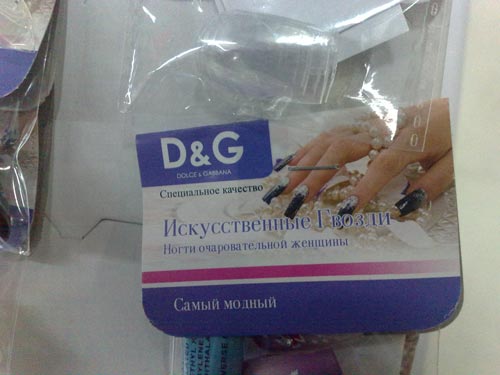 D&G
DOLCE & GABBANA
Специальное качество
Искусственные Гвозди
Ногти очаровательной женщины
Самый модный